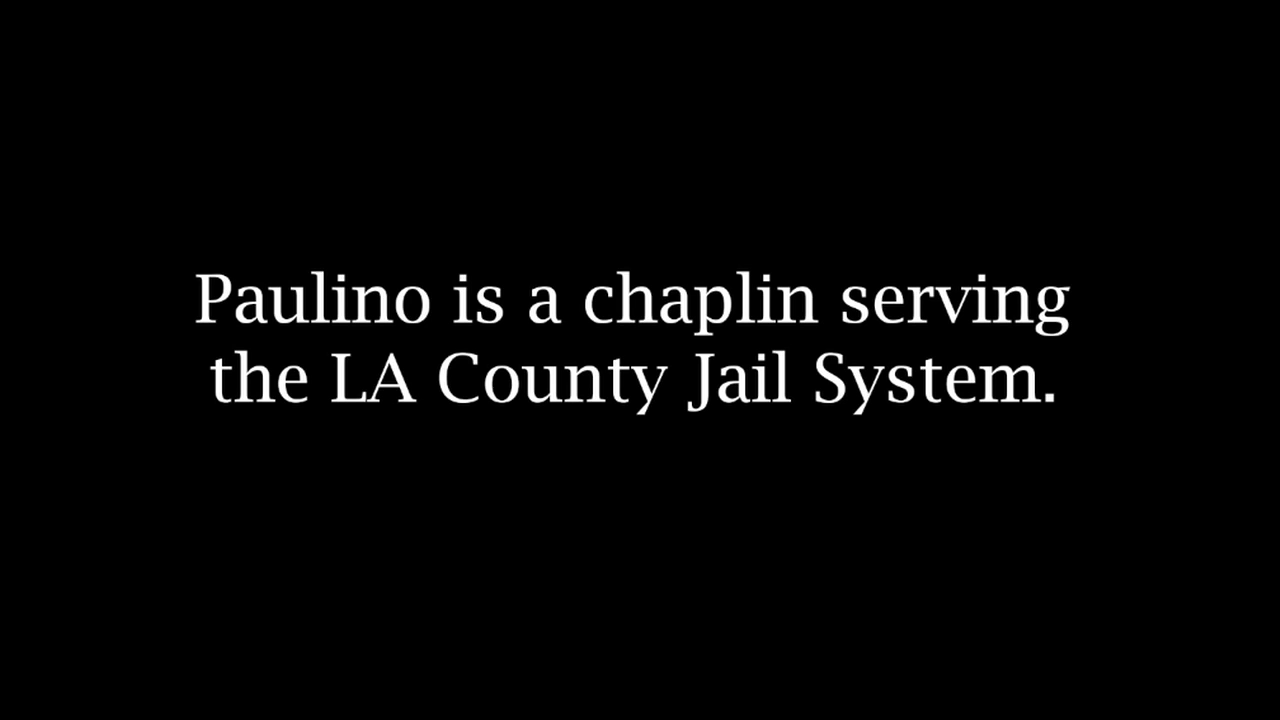 Paulino is a chaplin serving
the LA County Jail System.